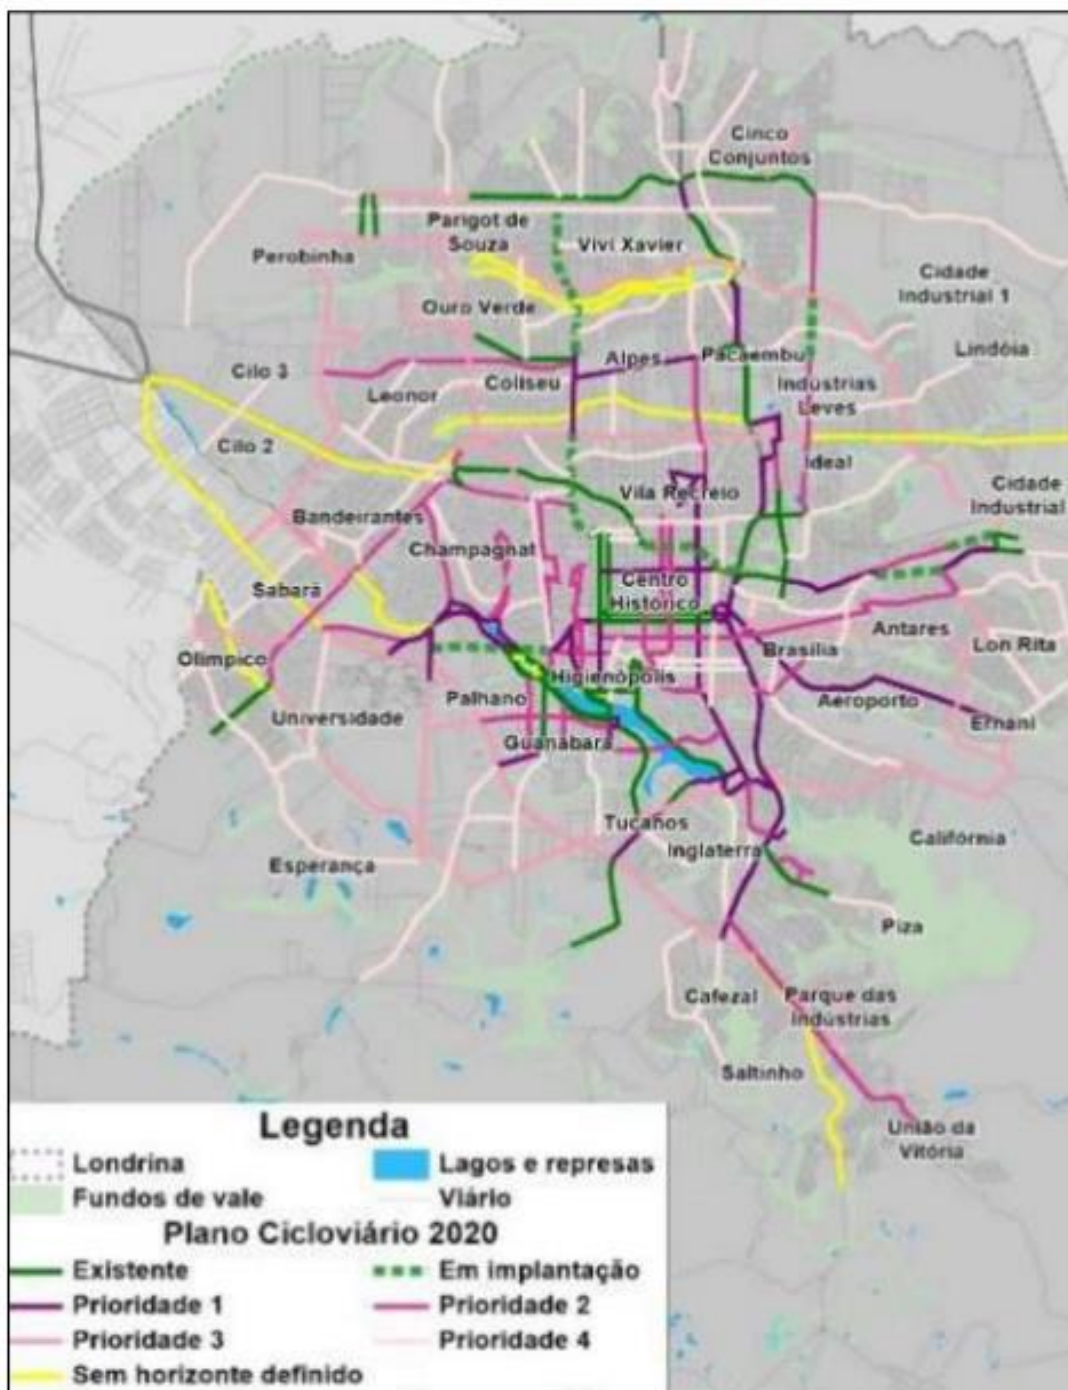 Cinco
Conjuntos
Parigot de
Souza
Vivi Xavier
Perobinha
Cidade
Industrial 1
Ouro Verde
Lindóia
Alpes
Pacaembu
Cilo 3
Coliseu
Indústrias
Leves
Leonor
Cilo 2
Ideal
Vila Recreio
Cidade
Industrial
Bandeirantes
Champagnat
Centro
Histórico
Sabará
Antares
Brasília
Lon Rita
Olímpico
Higienópolis
Palhano
Aeroporto
Universidade
Ernani
Guanabara
Tucanos
Califórnia
Inglaterra
Esperança
Piza
Cafezal
Parque das
Indústrias
Saltinho
União da
Vitória
Legenda
Londrina
Lagos e represas
Fundos de vale
Viário
Plano Cicloviário 2020
Existente
Em implantação
Prioridade 1
Prioridade 2
Prioridade 3
Prioridade 4
Sem horizonte definido